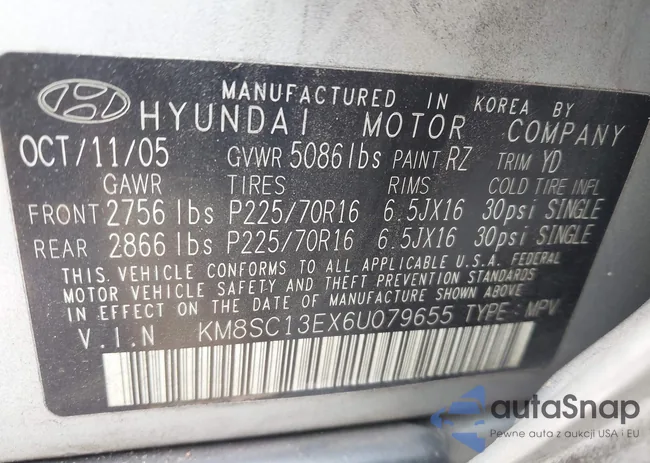 MANUFACTURED IN KOREA BY
HYUNDAI MOTOR COMPANY
OCT/11/05 GVWR 5086lbs PAINT RZ TRIM YD
GAWR TIRES RIMS COLD TIRE INFL
FRONT 2756 lbs P225/70R16 6.5JX16 30psi SINGLE
REAR 2866 lbs P225/70R16 6.5JX16 30psi SINGLE
THIS VEHICLE CONFORMS TO ALL APPLICABLE U.S.A. FEDERAL
MOTOR VEHICLE SAFETY AND THEFT PREVENTION STANDARDS
IN EFFECT ON THE DATE OF MANUFACTURE SHOWN ABOVE.
V.I.N KM8SC13EX6U079655 TYPE: MPV
autaSnap
Pewne auta z aukcji USA i EU